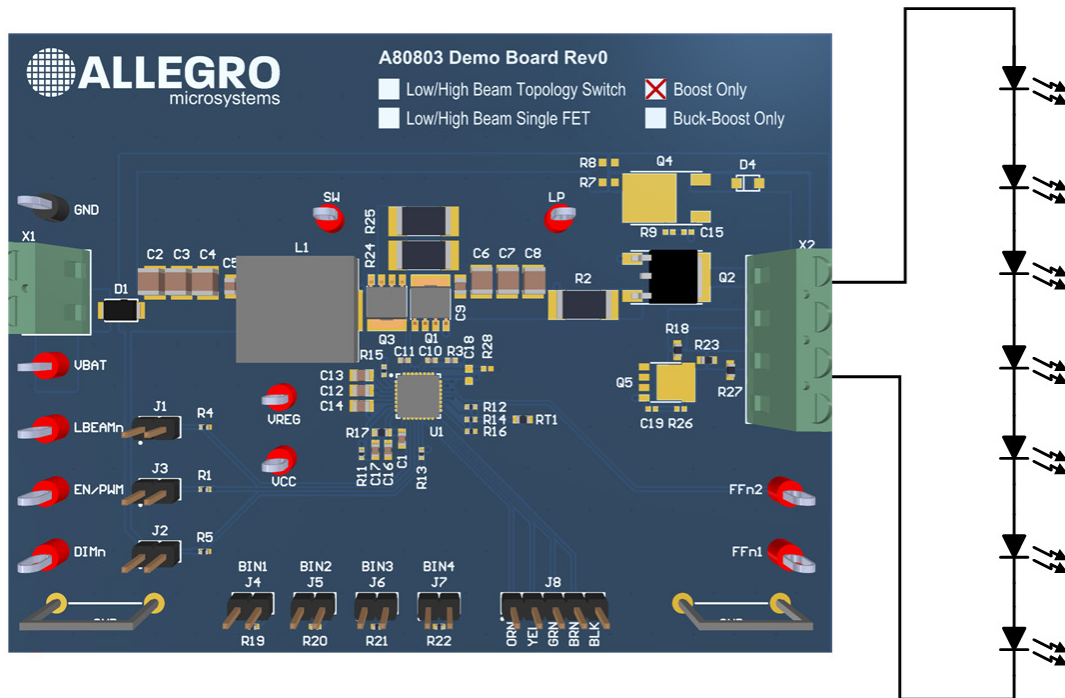 ALLEGRO
microsystems
A80803 Demo Board Rev0
Low/High Beam Topology Switch
Boost Only
Low/High Beam Single FET
Buck-Boost Only
R8
R7
Q4
D4
GND
SW
LP
R25
R24
R9
C15
X1
C2
C3
C4
C5
L1
C6
C7
C8
X2
Q2
D1
R2
C9
Q3
Q1
R18
R23
VBAT
R15
C11
C10
R3
C18
R28
C13
C12
C14
Q5
R27
VREG
R12
R14
R16
RT1
C19
R26
LBEAMn
J1
R4
U1
R17
R11
C17
C16
C1
R13
VCC
EN/PWM
J3
R1
FFn2
DIMn
J2
R5
FFn1
BIN1
BIN2
BIN3
BIN4
J4
J5
J6
J7
J8
R19
R20
R21
R22
ORN
YEL
GRN
BRN
BLK